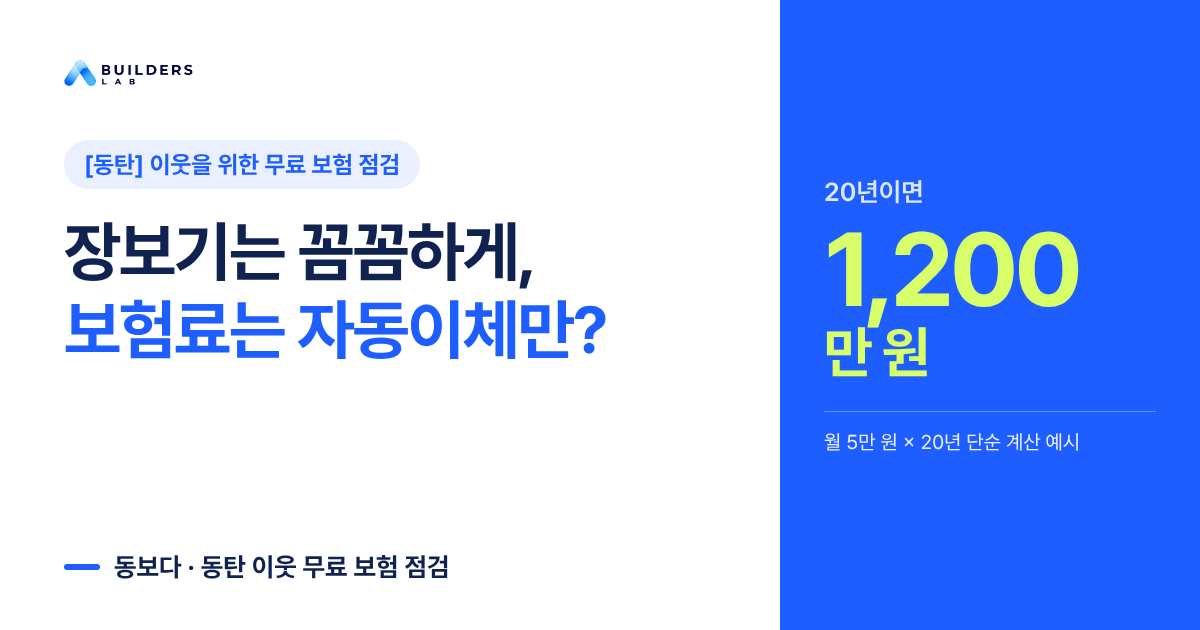 BUILDERS
LAB
[동탄] 이웃을 위한 무료 보험 점검
장보기는 꼼꼼하게,
보험료는 자동이체만?
동보다 · 동탄 이웃 무료 보험 점검
20년이면
1,200
만 원
월 5만 원 × 20년 단순 계산 예시